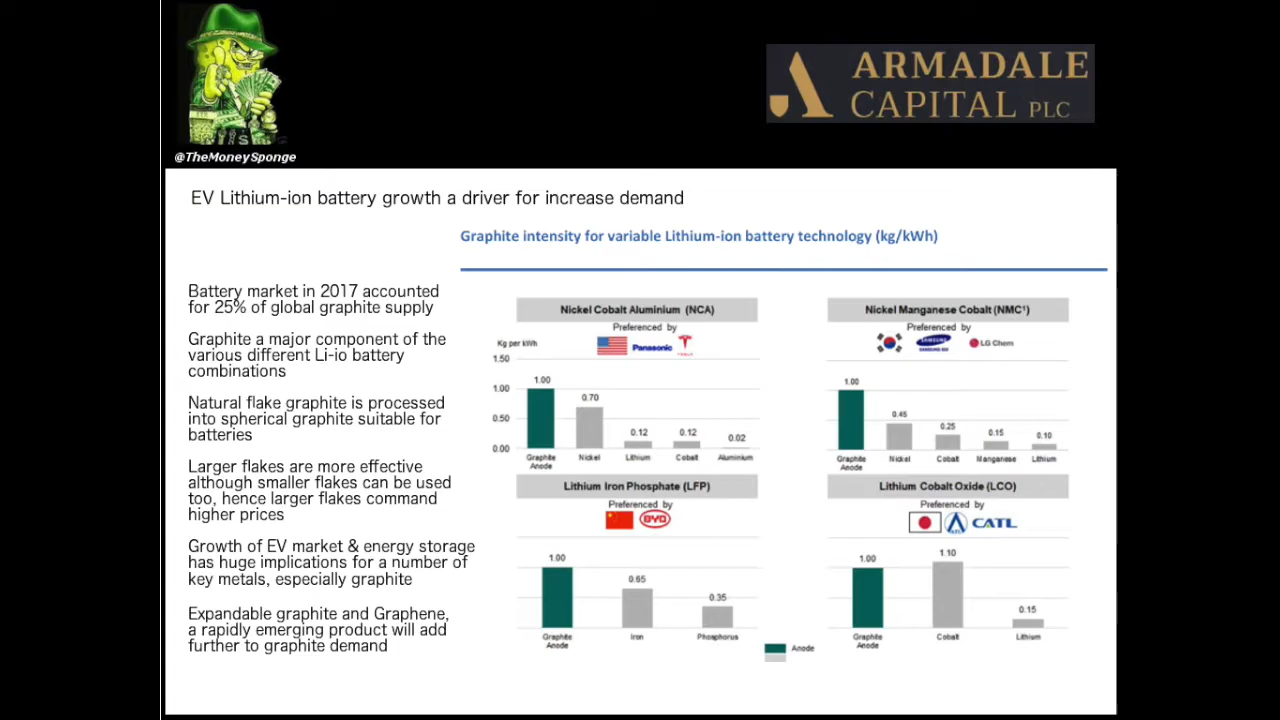 @TheMoneySponge
ARMADALE
CAPITAL PLC
EV Lithium-ion battery growth a driver for increase demand
Graphite intensity for variable Lithium-ion battery technology (kg/kWh)
Battery market in 2017 accounted
for 25% of global graphite supply
Graphite a major component of the
various different Li-io battery
combinations
Natural flake graphite is processed
into spherical graphite suitable for
batteries
Larger flakes are more effective
although smaller flakes can be used
too, hence larger flakes command
higher prices
Growth of EV market & energy storage
has huge implications for a number of
key metals, especially graphite
Expandable graphite and Graphene,
a rapidly emerging product will add
further to graphite demand
Nickel Cobalt Aluminium (NCA)
Preferenced by
Panasonic
TESLA
Kg per kWh
1.50
1.00
0.50
0.00
1.00
0.70
0.12
0.12
0.02
Graphite Anode
Nickel
Lithium
Cobalt
Aluminium
Nickel Manganese Cobalt (NMC¹)
Preferenced by
SAMSUNG
SAMSUNG SDI
LG Chem
1.00
0.45
0.25
0.15
0.10
Graphite Anode
Nickel
Cobalt
Manganese
Lithium
Lithium Iron Phosphate (LFP)
Preferenced by
BYD
1.00
0.65
0.35
Graphite Anode
Iron
Phosphorus
Lithium Cobalt Oxide (LCO)
Preferenced by
ATL
CATL
1.00
1.10
0.15
Graphite Anode
Cobalt
Lithium
Anode